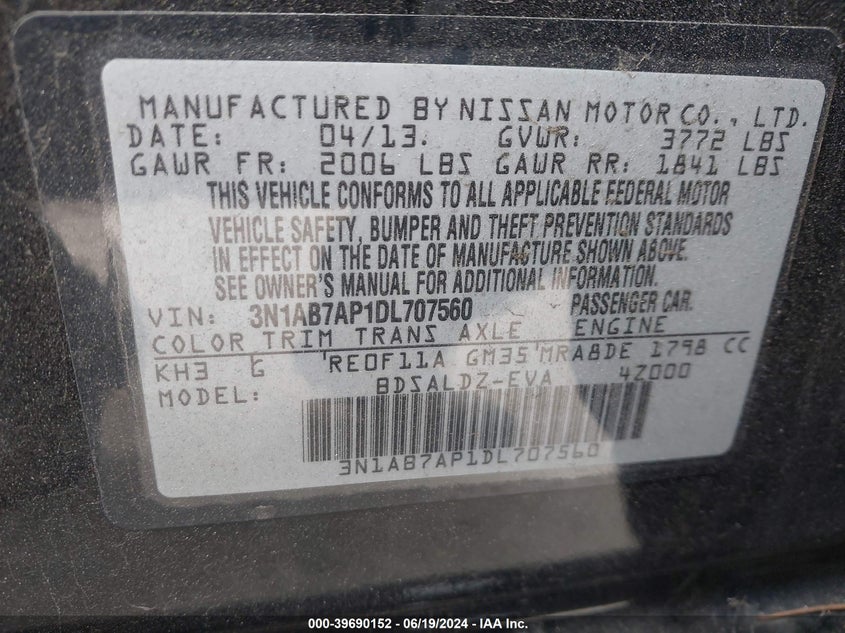 MANUFACTURED BY NISSAN MOTOR CO., LTD.
DATE: 04/13. GVWR: 3772 LBS
GAWR FR: 2006 LBS GAWR RR: 1841 LBS
THIS VEHICLE CONFORMS TO ALL APPLICABLE FEDERAL MOTOR
VEHICLE SAFETY, BUMPER AND THEFT PREVENTION STANDARDS
IN EFFECT ON THE DATE OF MANUFACTURE SHOWN ABOVE.
SEE OWNER'S MANUAL FOR ADDITIONAL INFORMATION.
VIN: 3N1AB7AP1DL707560 PASSENGER CAR.
COLOR TRIM TRANS AXLE ENGINE
KH3 G RE0F11A GM35 MRA8DE 1798 CC
MODEL: BDSALDZ-EVA 4Z000
3N1AB7AP1DL707560
000-39690152 - 06/19/2024 - IAA Inc.